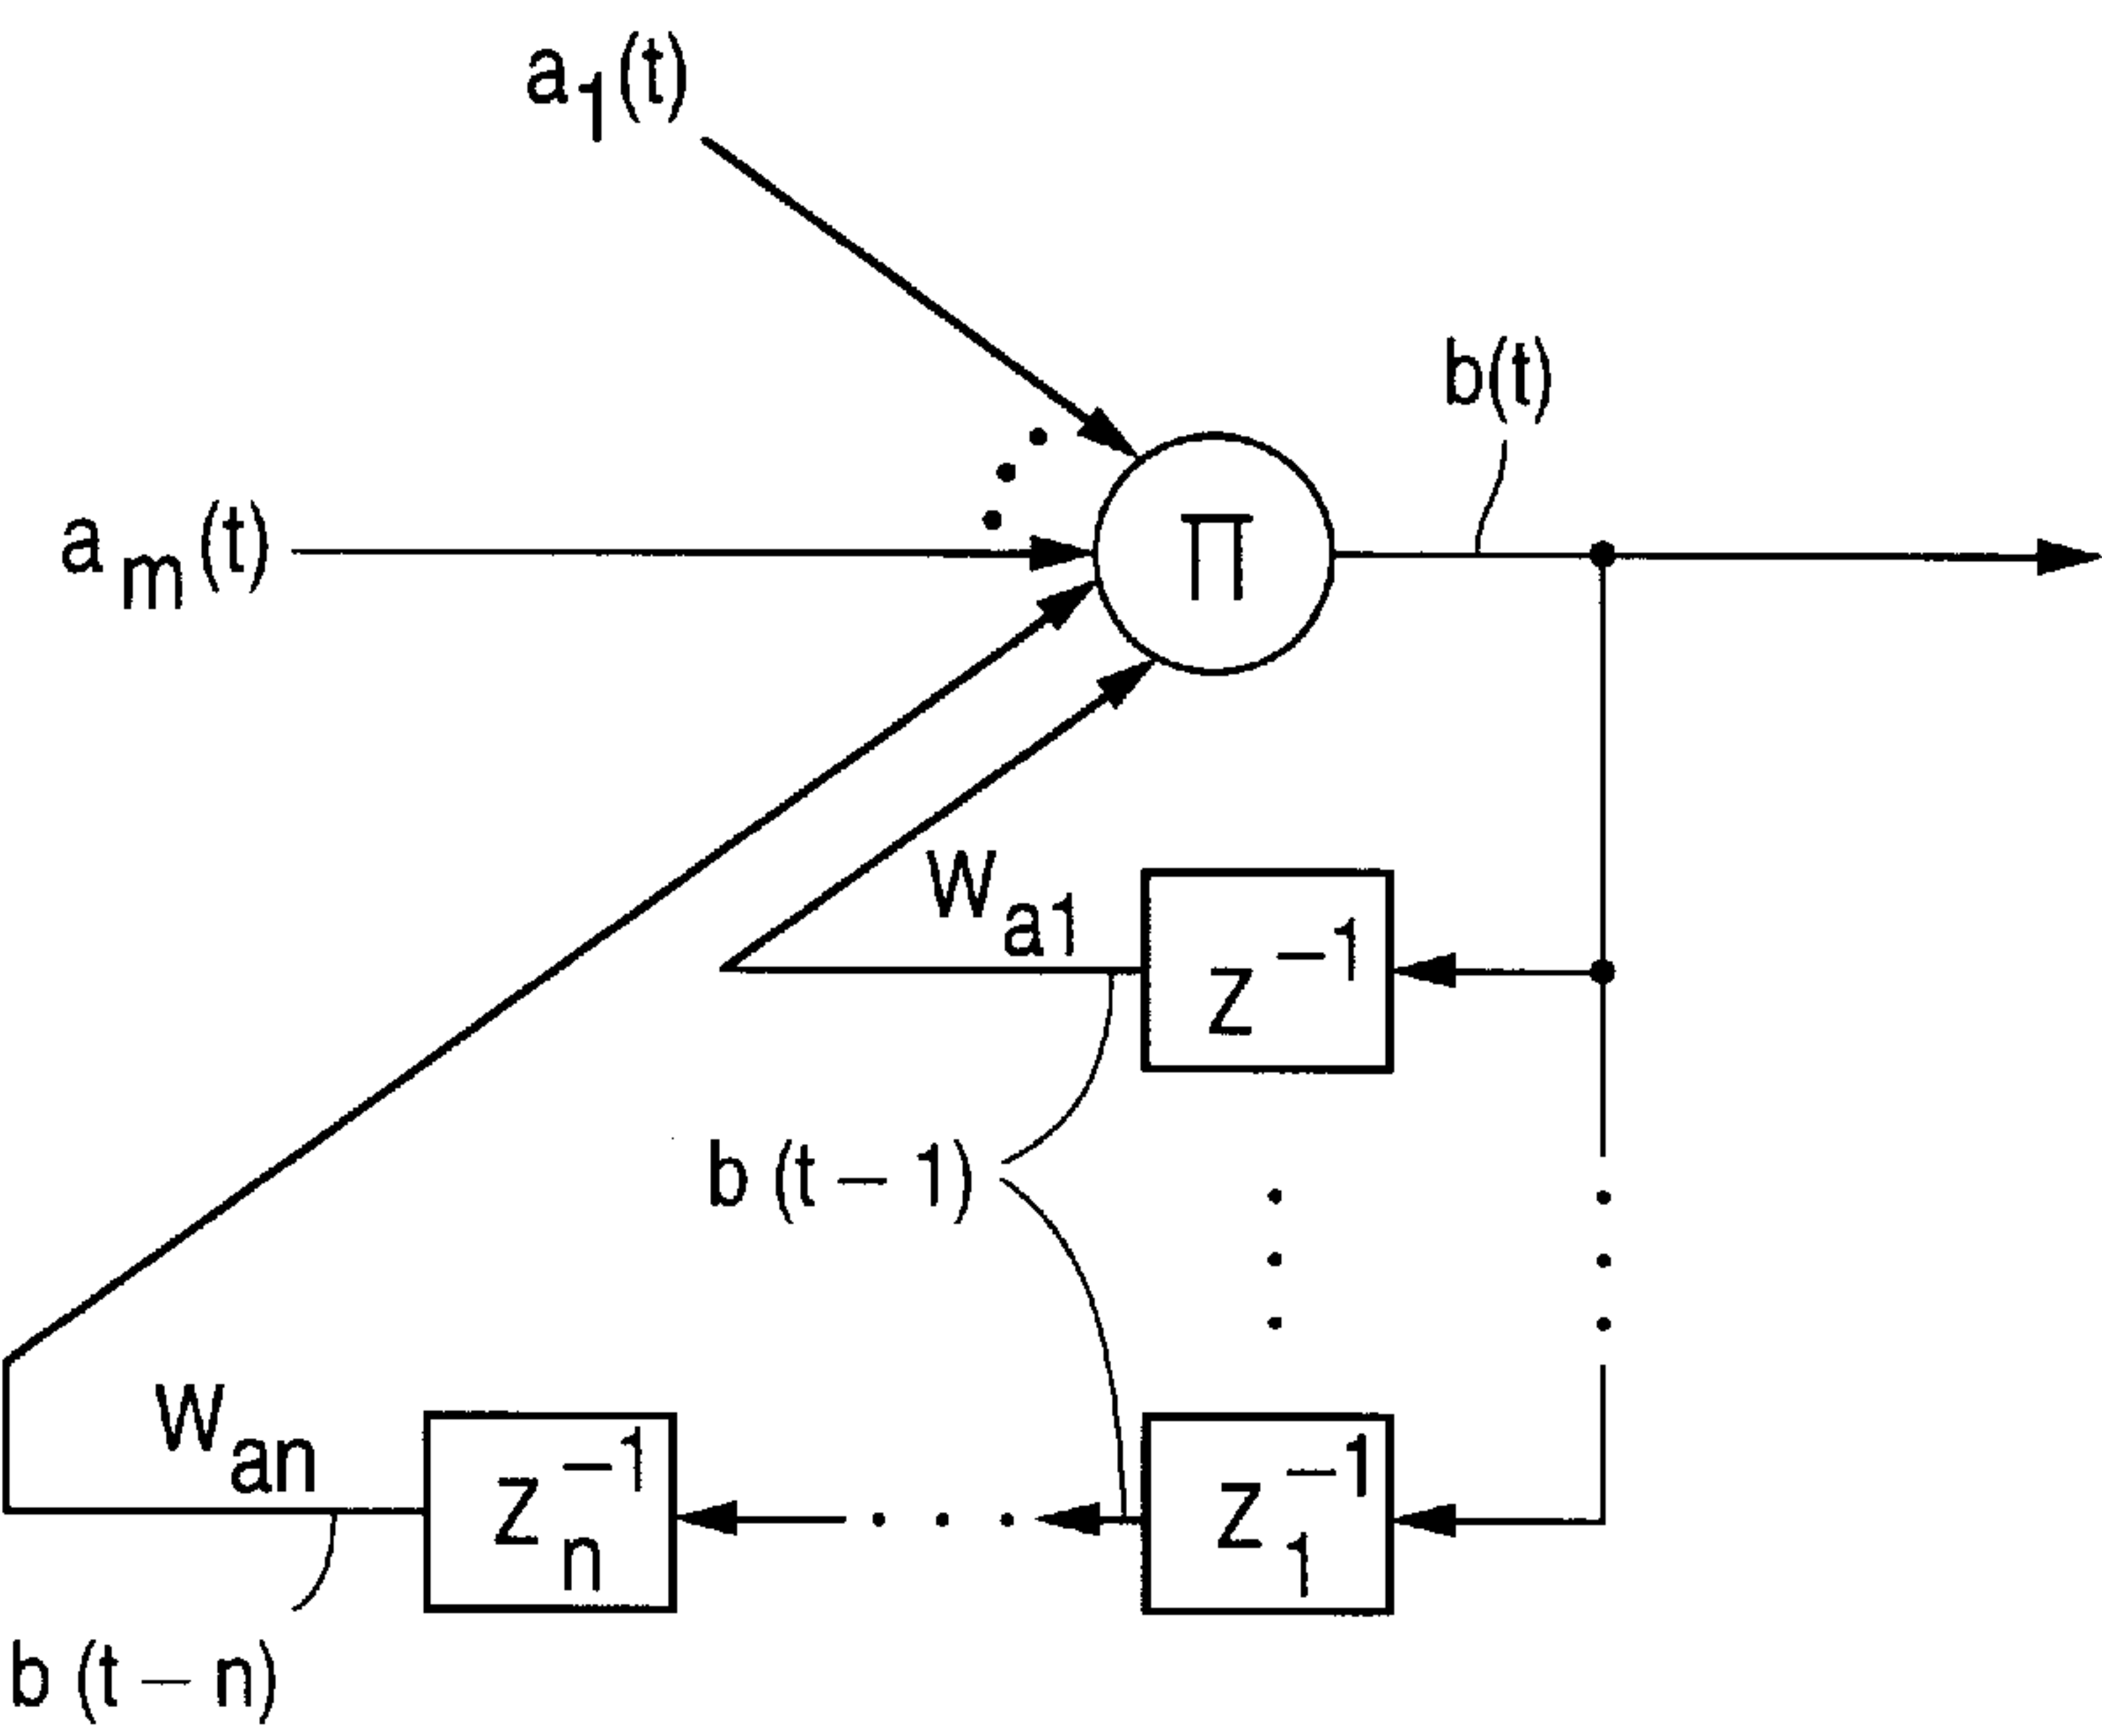 a1(t)
b(t)
am(t)
Π
Wa1
z−1
b (t − 1)
Wan
zn−1
z1−1
b (t − n)